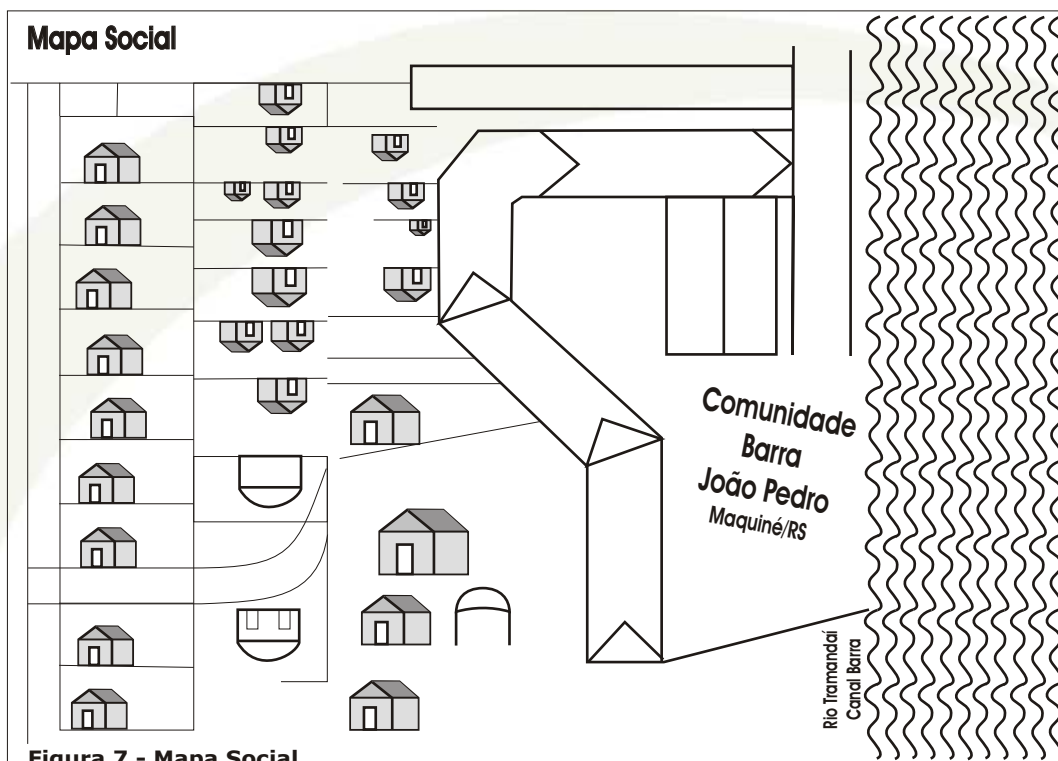 Mapa Social
Comunidade
Barra
João Pedro
Maquiné/RS
Rio Tramandaí
Canal Barra
Figura 7 - Mapa Social